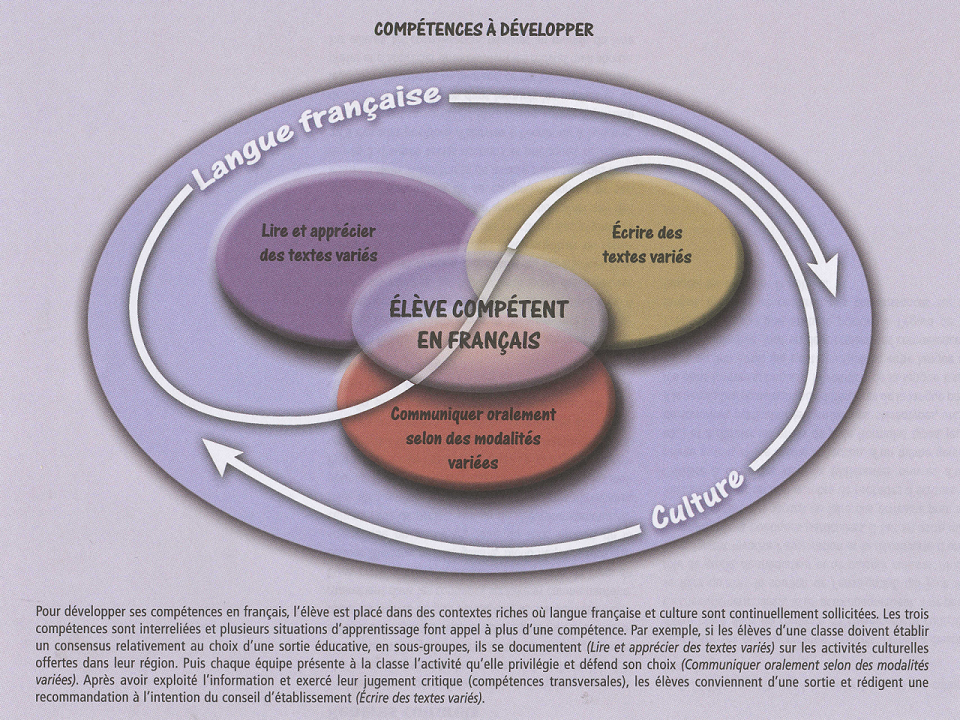 COMPÉTENCES À DÉVELOPPER
Langue française
Lire et apprécier
des textes variés
Écrire des
textes variés
ÉLÈVE COMPÉTENT
EN FRANÇAIS
Communiquer oralement
selon des modalités
variées
Culture
Pour développer ses compétences en français, l'élève est placé dans des contextes riches où langue française et culture sont continuellement sollicitées. Les trois
compétences sont interreliées et plusieurs situations d'apprentissage font appel à plus d'une compétence. Par exemple, si les élèves d'une classe doivent établir
un consensus relativement au choix d'une sortie éducative, en sous-groupes, ils se documentent (Lire et apprécier des textes variés) sur les activités culturelles
offertes dans leur région. Puis chaque équipe présente à la classe l'activité qu'elle privilégie et défend son choix (Communiquer oralement selon des modalités
variées). Après avoir exploité l'information et exercé leur jugement critique (compétences transversales), les élèves conviennent d'une sortie et rédigent une
recommandation à l'intention du conseil d'établissement (Écrire des textes variés).